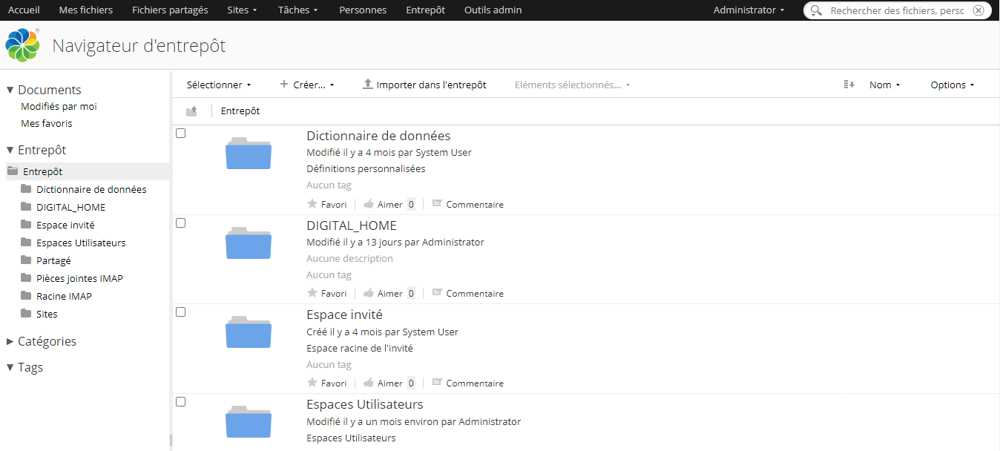 Accueil Mes fichiers Fichiers partagés Sites Tâches Personnes Entrepôt Outils admin Administrator Rechercher des fichiers, persc
Navigateur d'entrepôt
Documents
Modifiés par moi
Mes favoris
Entrepôt
Entrepôt
Dictionnaire de données
DIGITAL_HOME
Espace invité
Espaces Utilisateurs
Partagé
Pièces jointes IMAP
Racine IMAP
Sites
Catégories
Tags
Sélectionner Créer... Importer dans l'entrepôt Eléments sélectionnés... Nom Options
Entrepôt
Dictionnaire de données
Modifié il y a 4 mois par System User
Définitions personnalisées
Aucun tag
Favori Aimer 0 Commentaire
DIGITAL_HOME
Modifié il y a 13 jours par Administrator
Aucune description
Aucun tag
Favori Aimer 0 Commentaire
Espace invité
Créé il y a 4 mois par System User
Espace racine de l'invité
Aucun tag
Favori Aimer 0 Commentaire
Espaces Utilisateurs
Modifié il y a un mois environ par Administrator
Espaces Utilisateurs